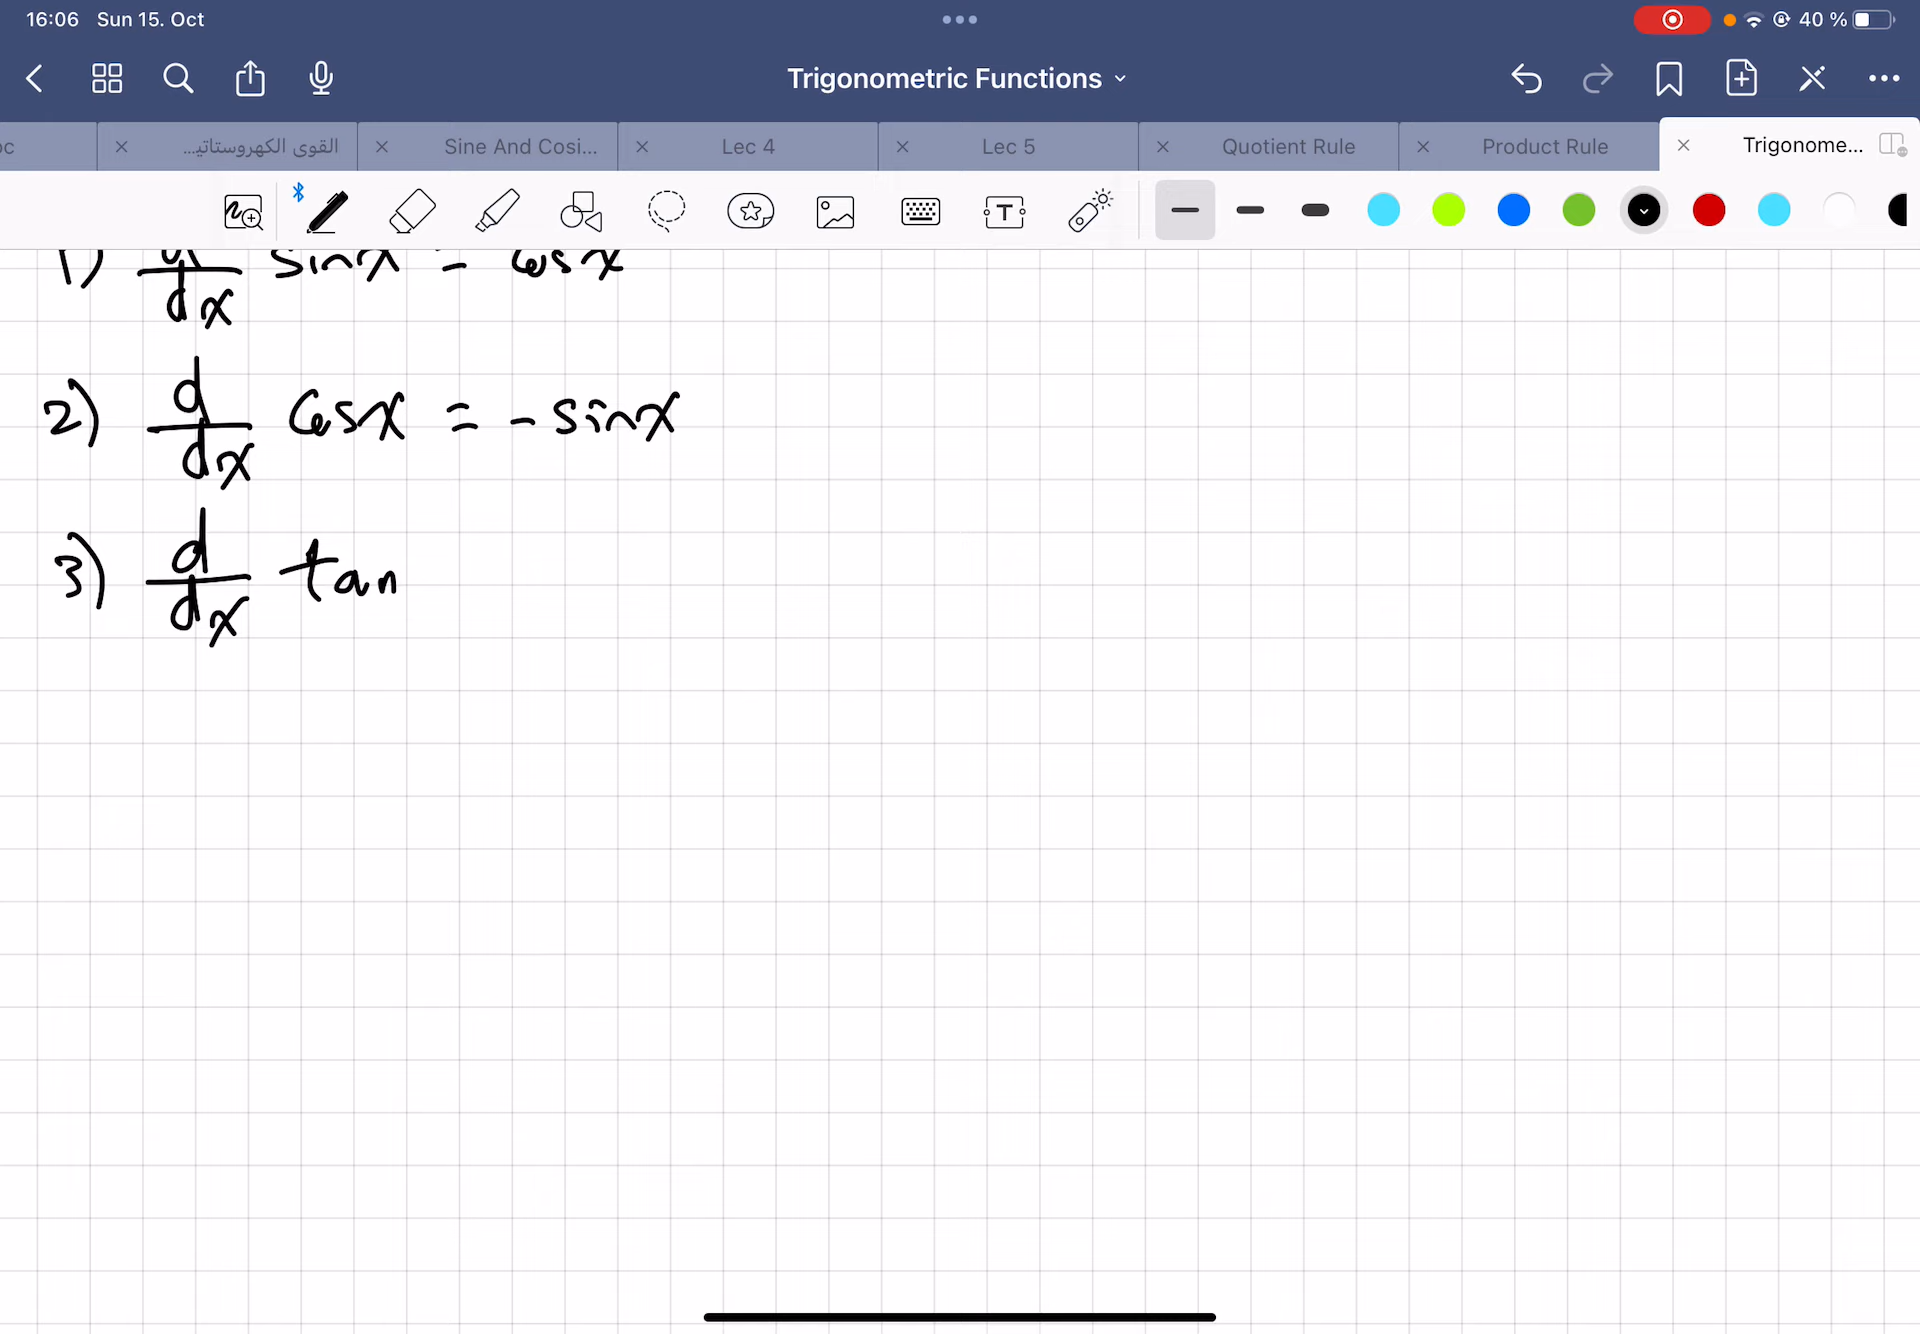 16:06 Sun 15. Oct 40 %
Trigonometric Functions
oc القوى الكهروستاتي... Sine And Cosi... Lec 4 Lec 5 Quotient Rule Product Rule Trigonome...
T
1) d/dx sinx = cosx
2) d/dx cosx = -sinx
3) d/dx tan